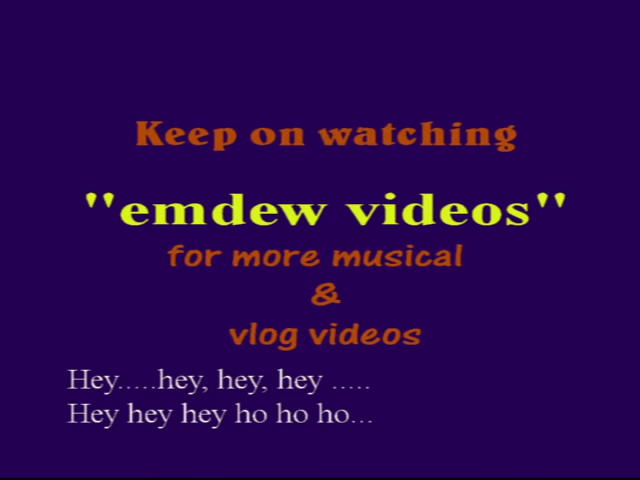 Keep on watching
"emdew videos"
for more musical
&
vlog videos
Hey.....hey, hey, hey .....
Hey hey hey ho ho ho...